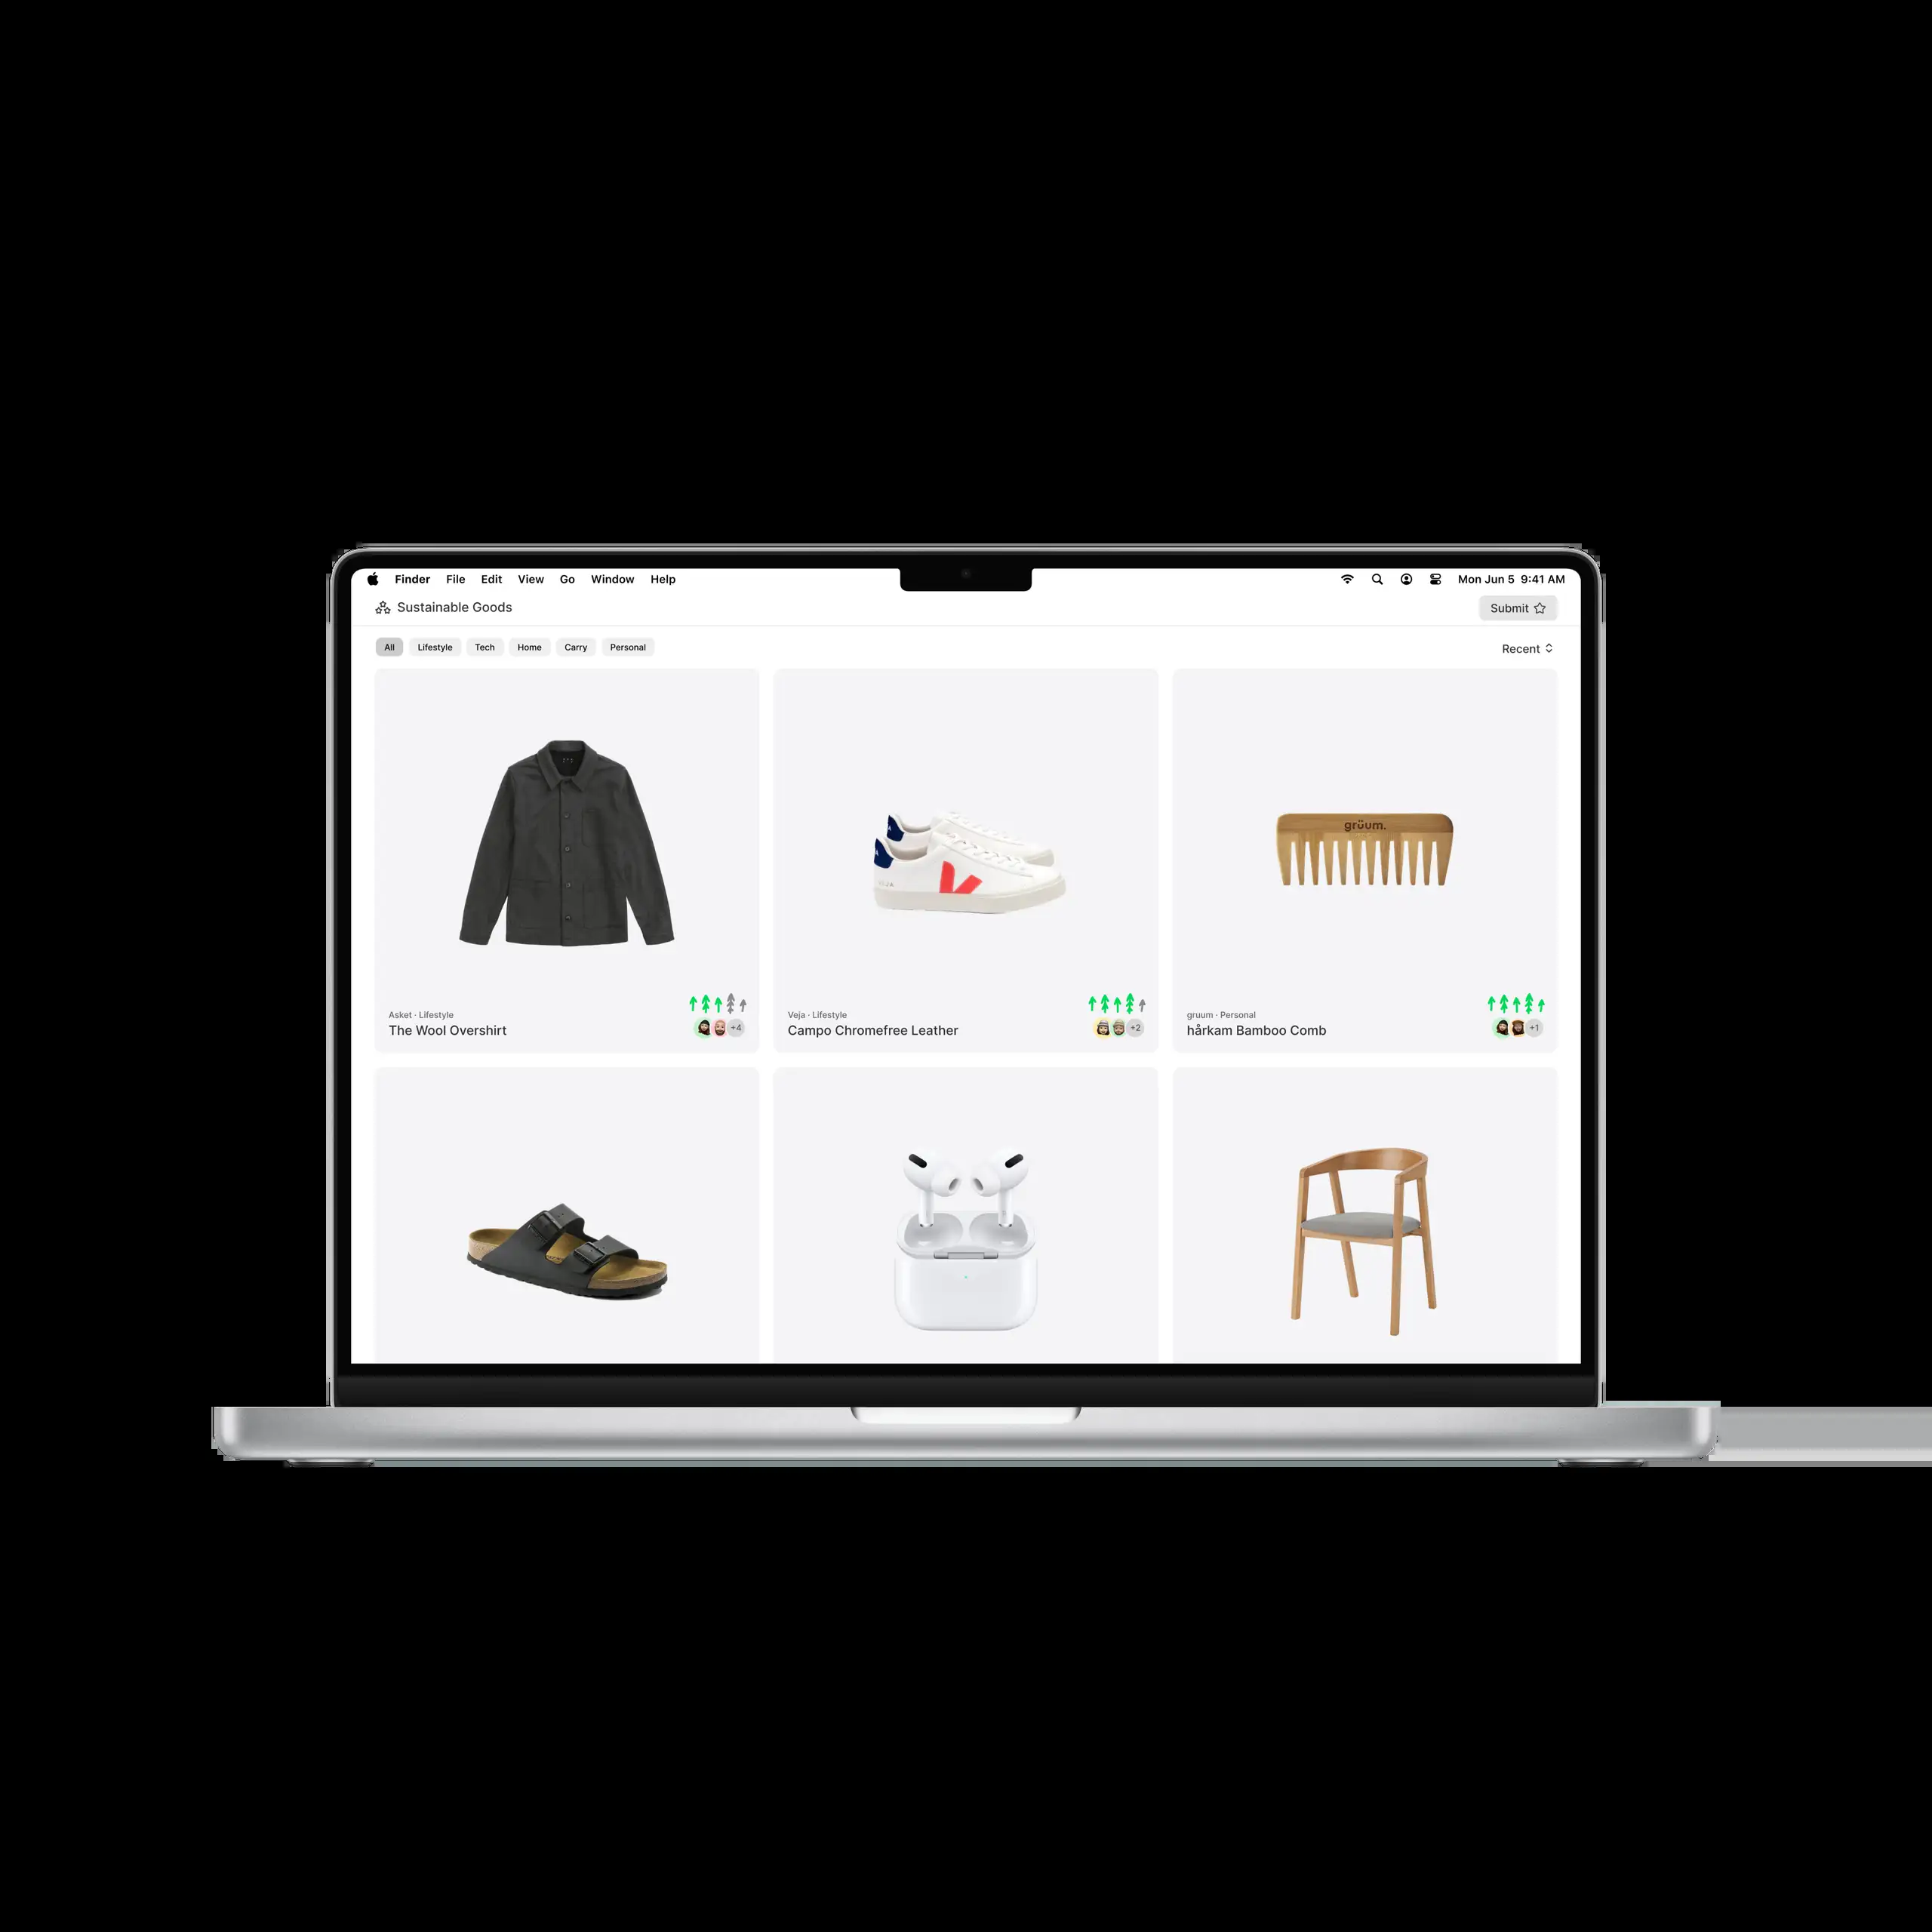 Finder File Edit View Go Window Help Mon Jun 5 9:41 AM
Sustainable Goods Submit
All Lifestyle Tech Home Carry Personal Recent
grüum.
VEJA
Asket · Lifestyle
The Wool Overshirt +4
Veja · Lifestyle
Campo Chromefree Leather +2
gruum · Personal
hårkam Bamboo Comb +1